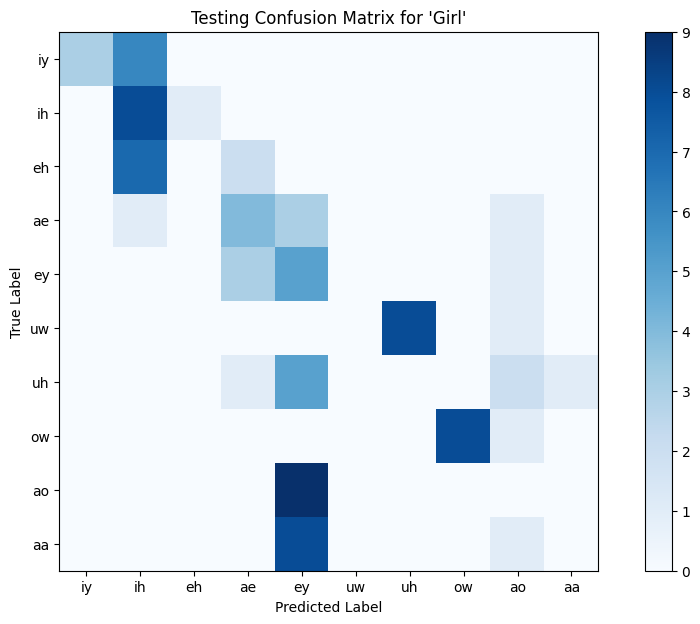 Testing Confusion Matrix for 'Girl'
True Label
iy
ih
eh
ae
ey
uw
uh
ow
ao
aa
iy ih eh ae ey uw uh ow ao aa
Predicted Label
9
8
7
6
5
4
3
2
1
0